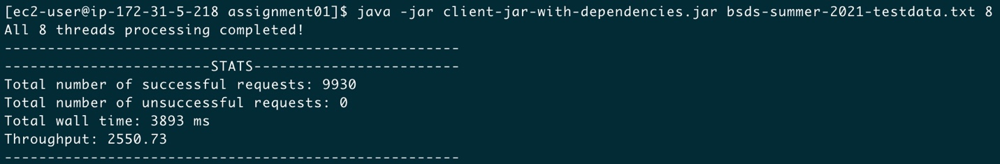 [ec2-user@ip-172-31-5-218 assignment01]$ java -jar client-jar-with-dependencies.jar bsds-summer-2021-testdata.txt 8
All 8 threads processing completed!
-----------------------------------------------------
------------------------STATS------------------------
Total number of successful requests: 9930
Total number of unsuccessful requests: 0
Total wall time: 3893 ms
Throughput: 2550.73
-----------------------------------------------------